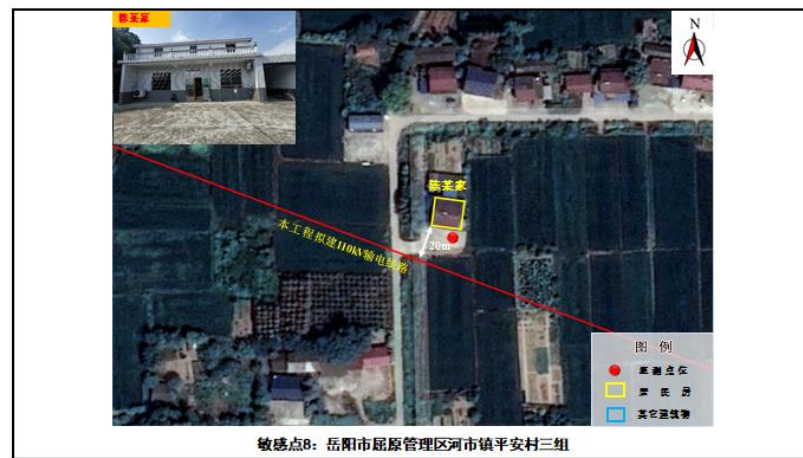 陈某家
N
陈某家
20m
本工程拟建110kV输电线路
图 例
监测点位
居 民 房
其它建筑物
敏感点8：岳阳市屈原管理区河市镇平安村三组